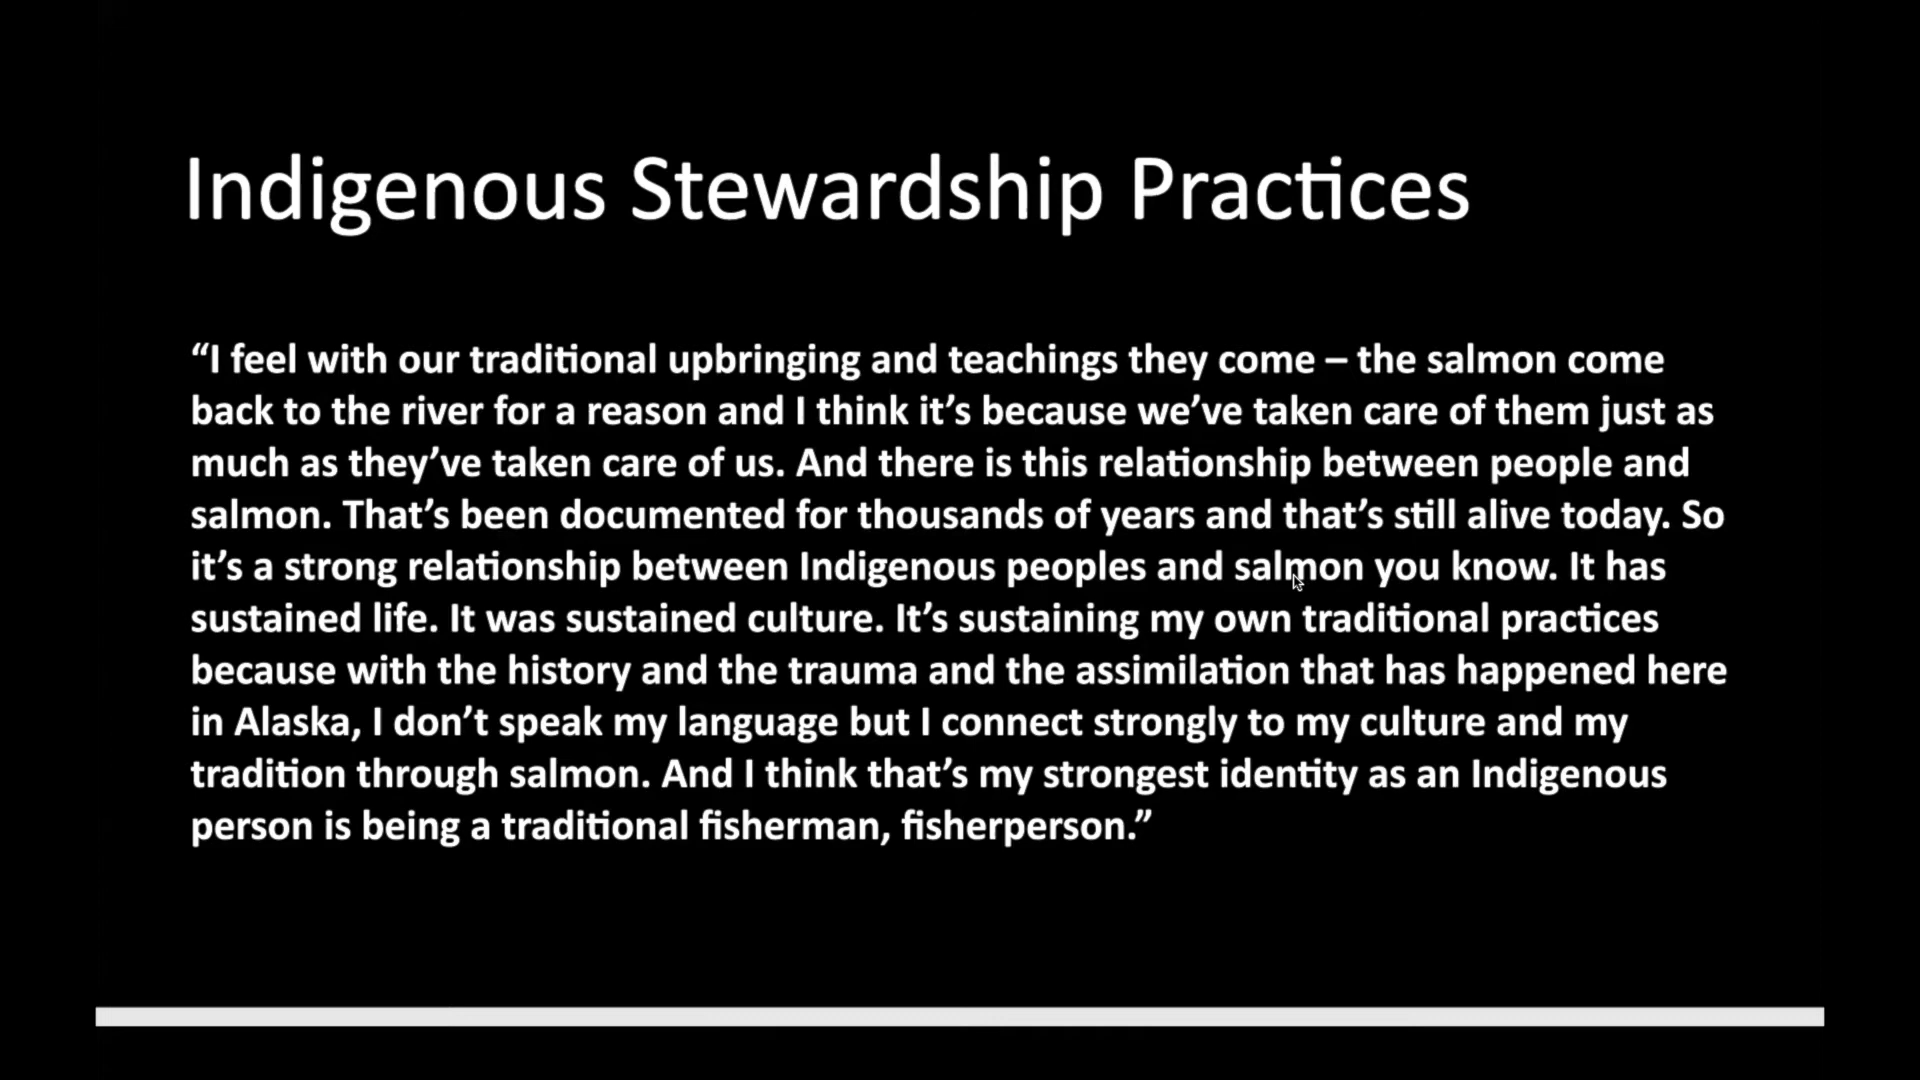 Indigenous Stewardship Practices
“I feel with our traditional upbringing and teachings they come – the salmon come
back to the river for a reason and I think it’s because we’ve taken care of them just as
much as they’ve taken care of us. And there is this relationship between people and
salmon. That’s been documented for thousands of years and that’s still alive today. So
it’s a strong relationship between Indigenous peoples and salmon you know. It has
sustained life. It was sustained culture. It’s sustaining my own traditional practices
because with the history and the trauma and the assimilation that has happened here
in Alaska, I don’t speak my language but I connect strongly to my culture and my
tradition through salmon. And I think that’s my strongest identity as an Indigenous
person is being a traditional fisherman, fisherperson.”